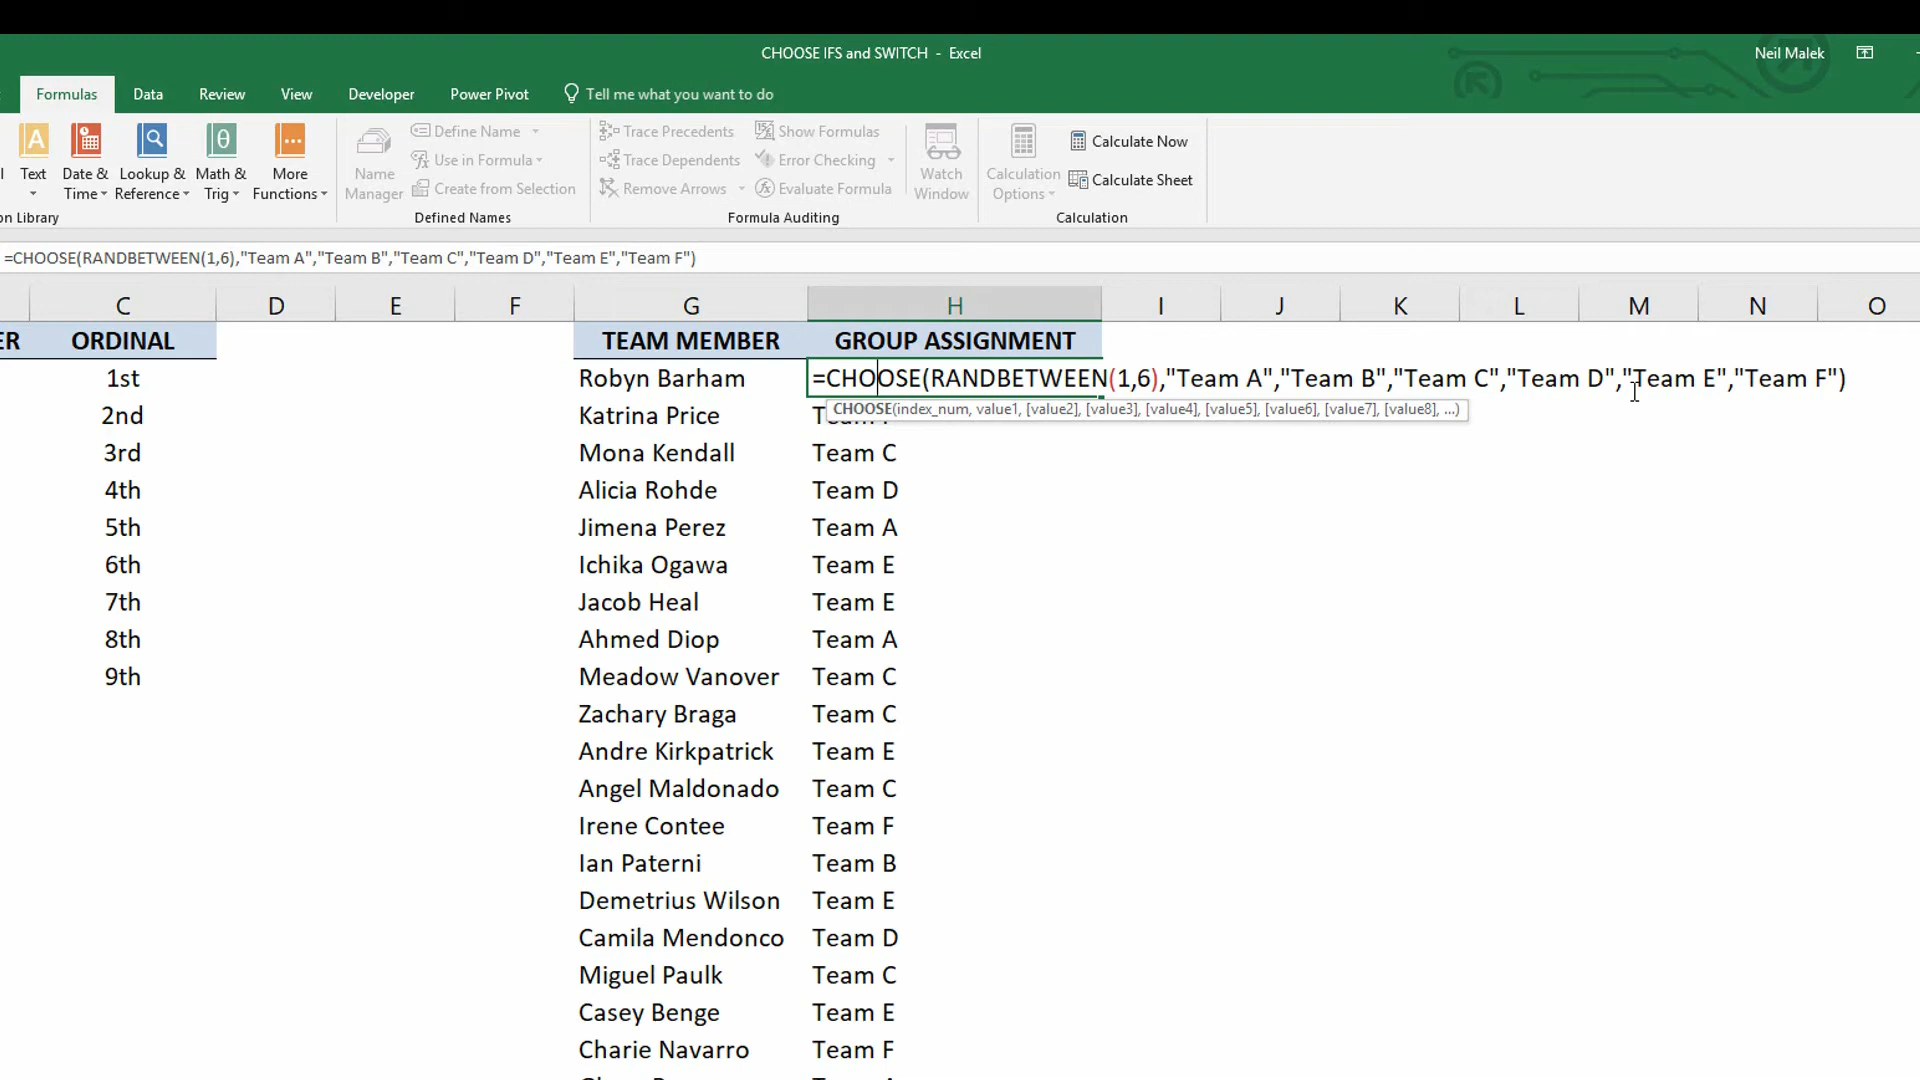 CHOOSE IFS and SWITCH - Excel
Neil Malek
Formulas Data Review View Developer Power Pivot Tell me what you want to do
Text Date & Time Lookup & Reference Math & Trig More Functions
Name Manager
Define Name
Use in Formula
Create from Selection
Trace Precedents
Trace Dependents
Remove Arrows
Show Formulas
Error Checking
Evaluate Formula
Watch Window
Calculation Options
Calculate Now
Calculate Sheet
on Library Defined Names Formula Auditing Calculation
=CHOOSE(RANDBETWEEN(1,6),"Team A","Team B","Team C","Team D","Team E","Team F")
C D E F G H I J K L M N O
ER ORDINAL TEAM MEMBER GROUP ASSIGNMENT
1st Robyn Barham =CHOOSE(RANDBETWEEN(1,6),"Team A","Team B","Team C","Team D","Team E","Team F")
CHOOSE(index_num, value1, [value2], [value3], [value4], [value5], [value6], [value7], [value8], ...)
2nd Katrina Price
3rd Mona Kendall Team C
4th Alicia Rohde Team D
5th Jimena Perez Team A
6th Ichika Ogawa Team E
7th Jacob Heal Team E
8th Ahmed Diop Team A
9th Meadow Vanover Team C
Zachary Braga Team C
Andre Kirkpatrick Team E
Angel Maldonado Team C
Irene Contee Team F
Ian Paterni Team B
Demetrius Wilson Team E
Camila Mendonco Team D
Miguel Paulk Team C
Casey Benge Team E
Charie Navarro Team F